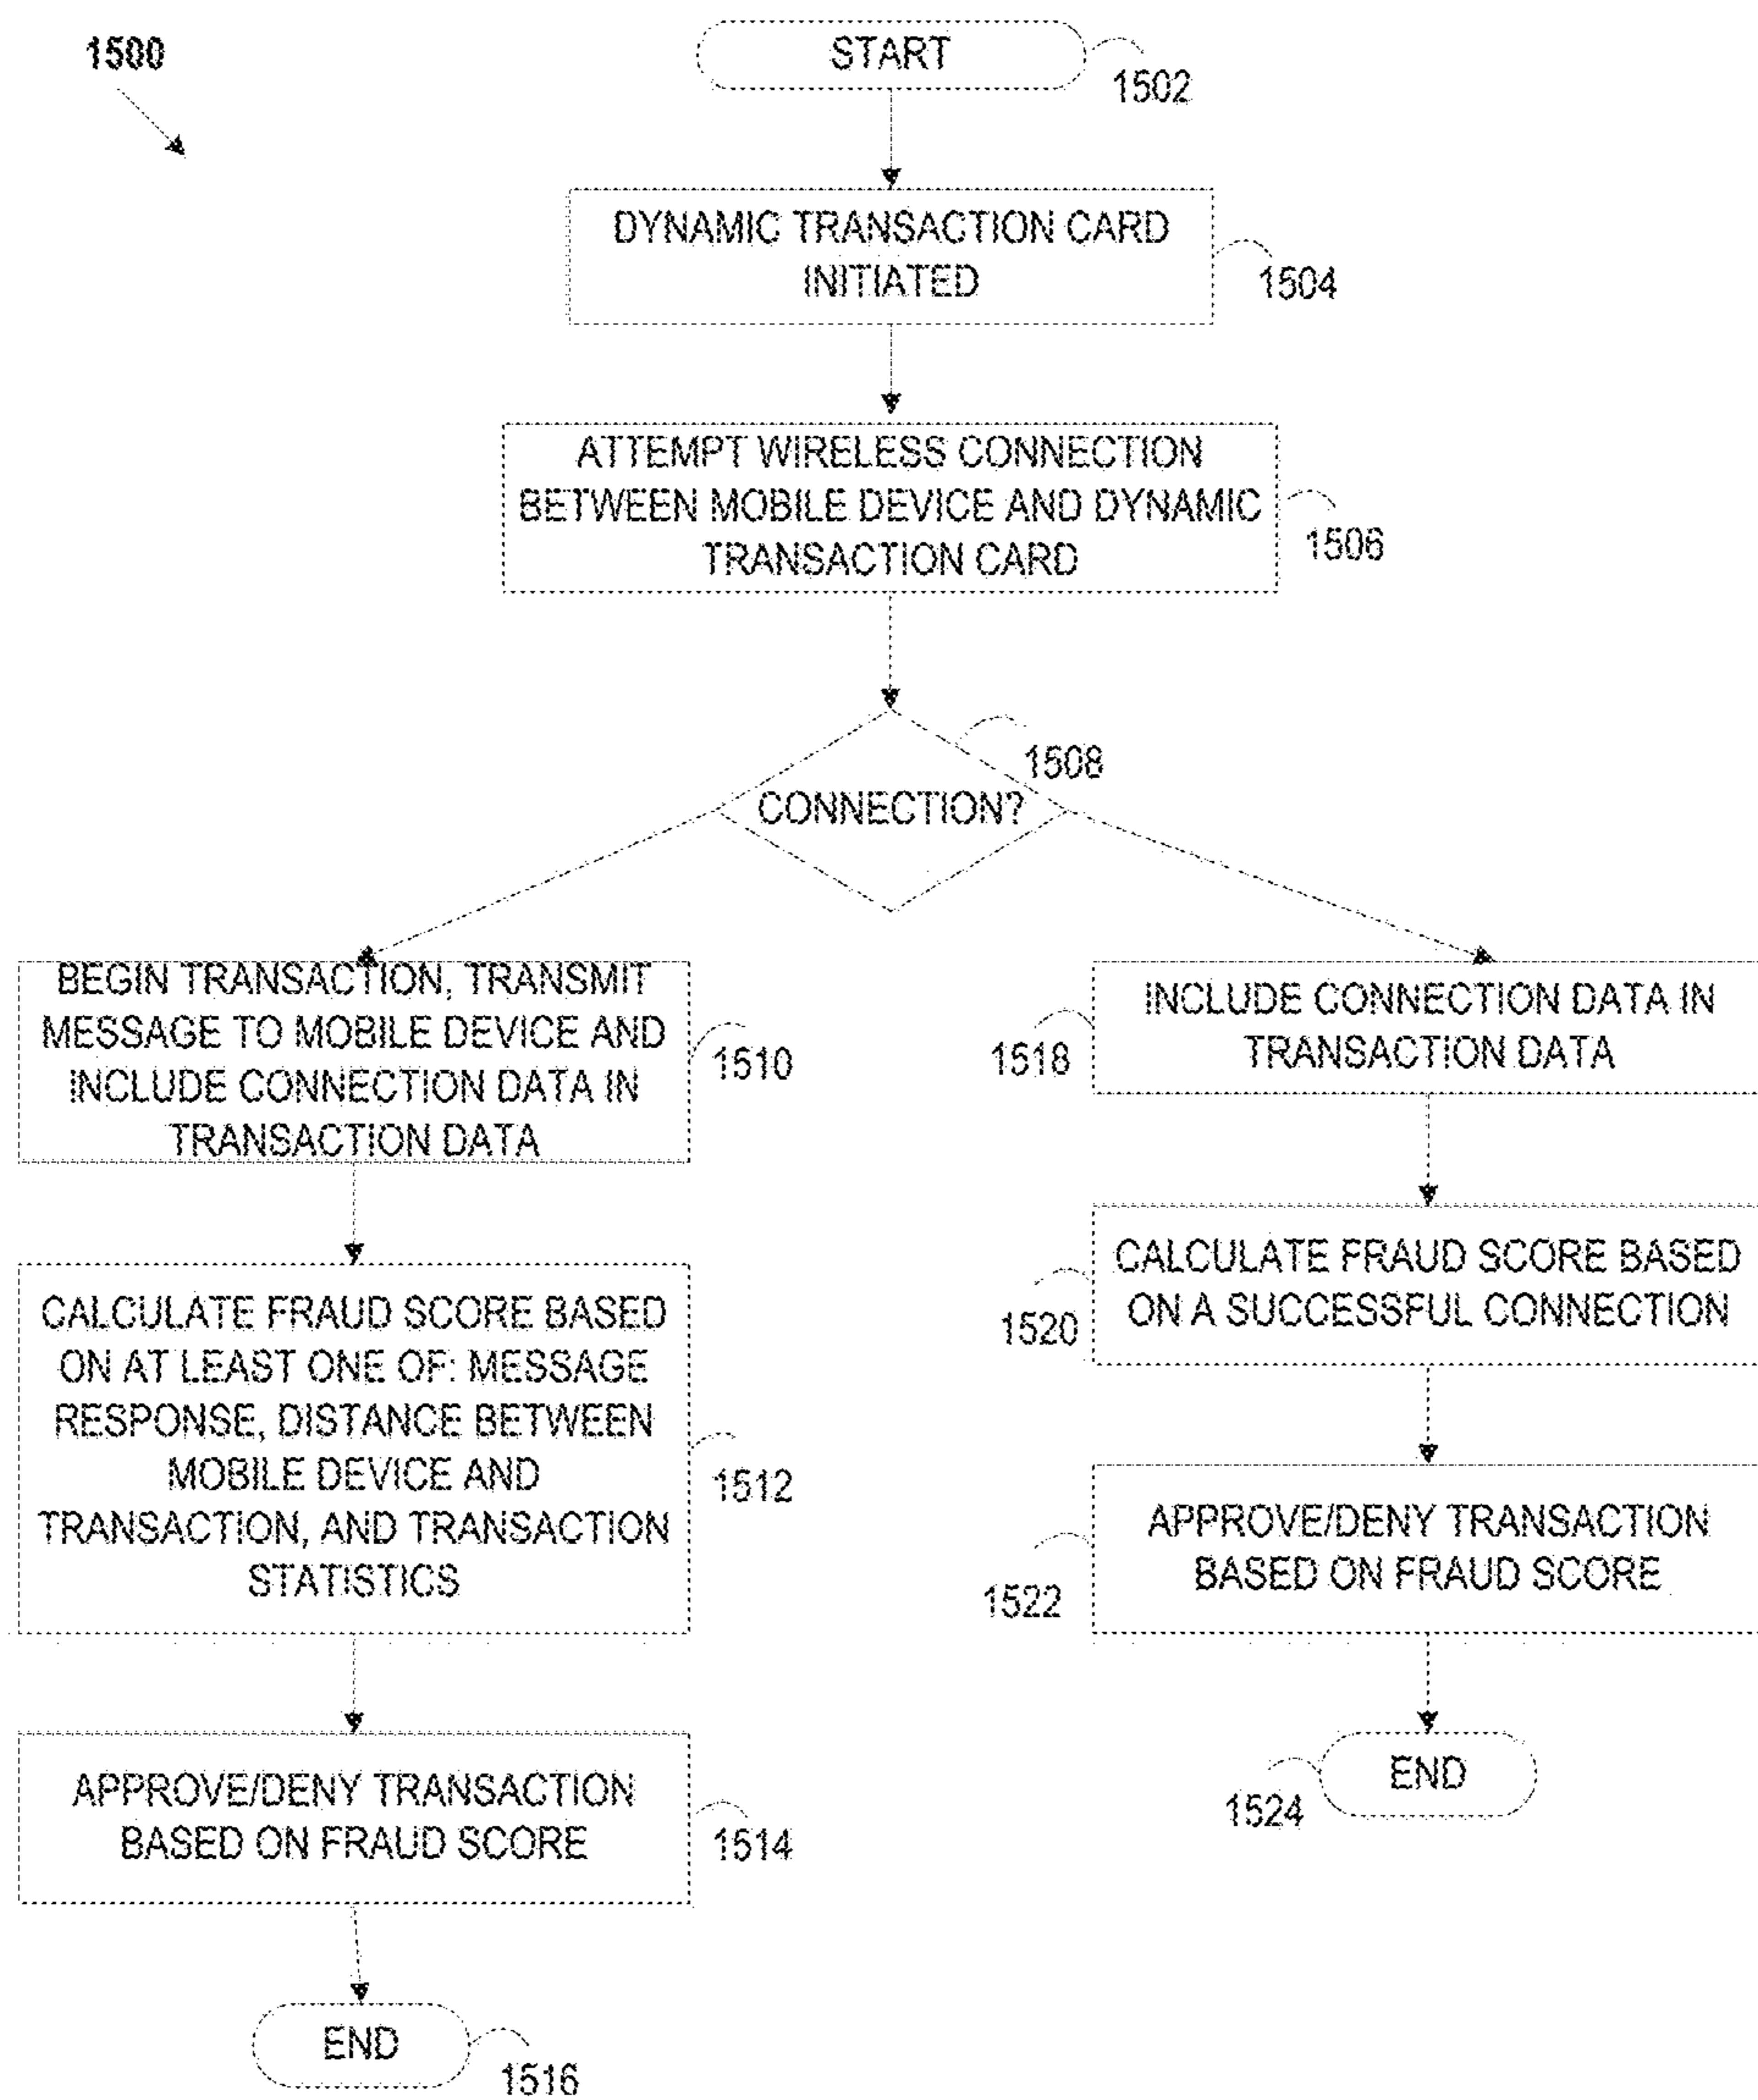 1500
START
1502
DYNAMIC TRANSACTION CARD
INITIATED
1504
ATTEMPT WIRELESS CONNECTION
BETWEEN MOBILE DEVICE AND DYNAMIC
TRANSACTION CARD
1506
1508
CONNECTION?
BEGIN TRANSACTION, TRANSMIT
MESSAGE TO MOBILE DEVICE AND
INCLUDE CONNECTION DATA IN
TRANSACTION DATA
1510
CALCULATE FRAUD SCORE BASED
ON AT LEAST ONE OF: MESSAGE
RESPONSE, DISTANCE BETWEEN
MOBILE DEVICE AND
TRANSACTION, AND TRANSACTION
STATISTICS
1512
APPROVE/DENY TRANSACTION
BASED ON FRAUD SCORE
1514
END
1516
INCLUDE CONNECTION DATA IN
TRANSACTION DATA
1518
CALCULATE FRAUD SCORE BASED
ON A SUCCESSFUL CONNECTION
1520
APPROVE/DENY TRANSACTION
BASED ON FRAUD SCORE
1522
END
1524